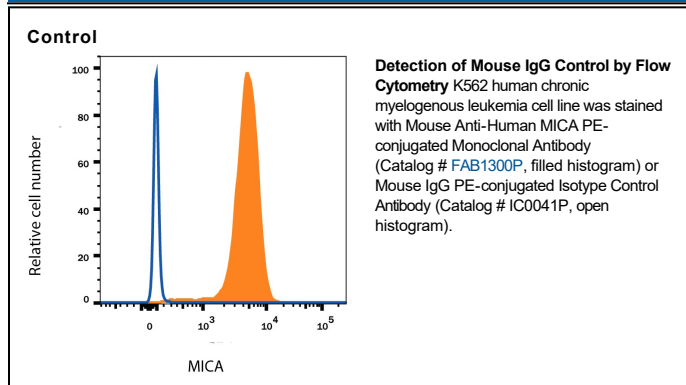 Control
100
80
60
40
20
0
Relative cell number
0
10³
10⁴
10⁵
MICA
Detection of Mouse IgG Control by Flow
Cytometry K562 human chronic
myelogenous leukemia cell line was stained
with Mouse Anti-Human MICA PE-
conjugated Monoclonal Antibody
(Catalog # FAB1300P, filled histogram) or
Mouse IgG PE-conjugated Isotype Control
Antibody (Catalog # IC0041P, open
histogram).